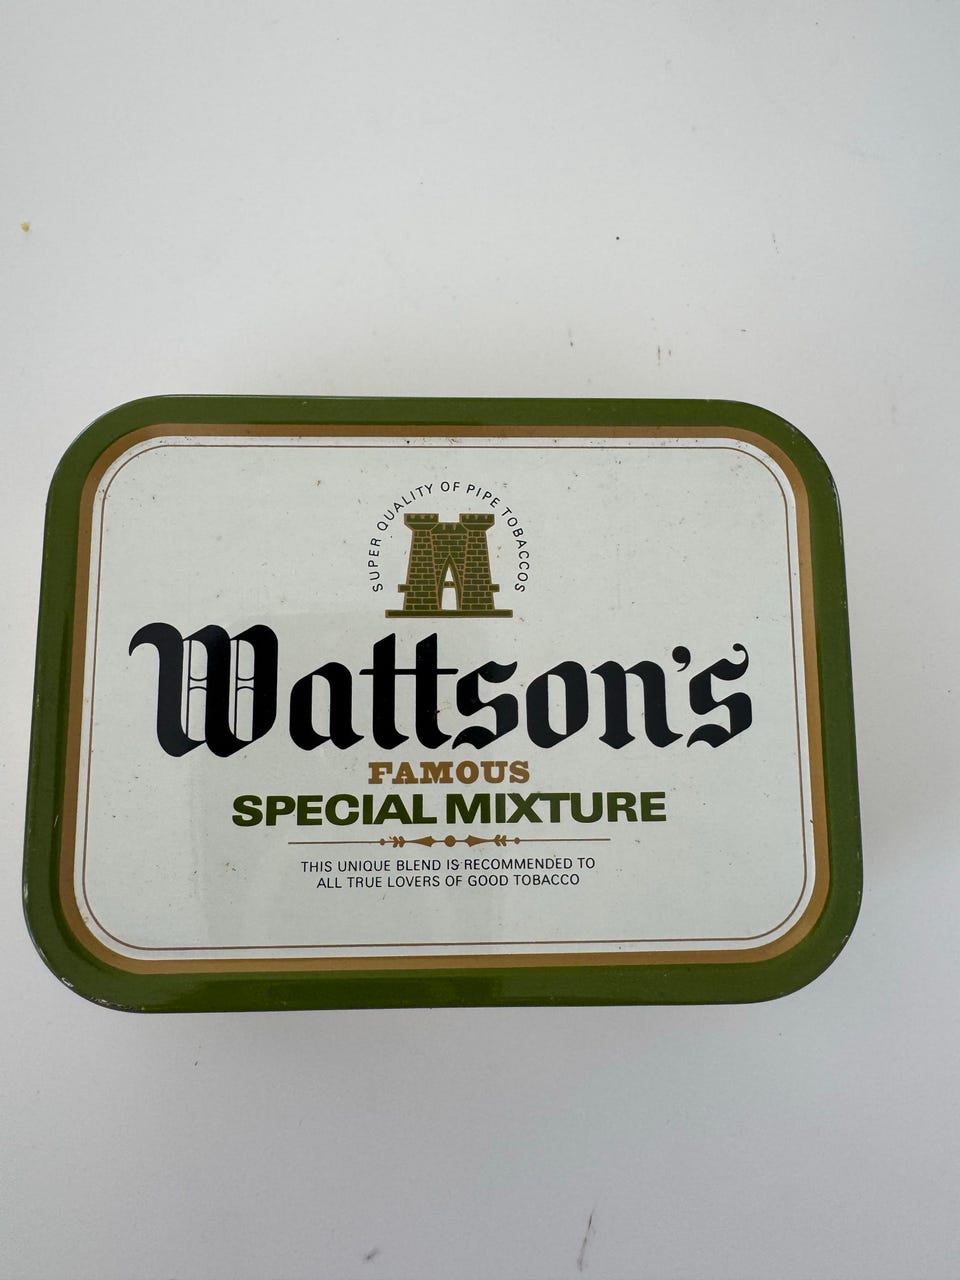 SUPER QUALITY OF PIPE TOBACCOS
Wattson's
FAMOUS
SPECIAL MIXTURE
THIS UNIQUE BLEND IS RECOMMENDED TO
ALL TRUE LOVERS OF GOOD TOBACCO